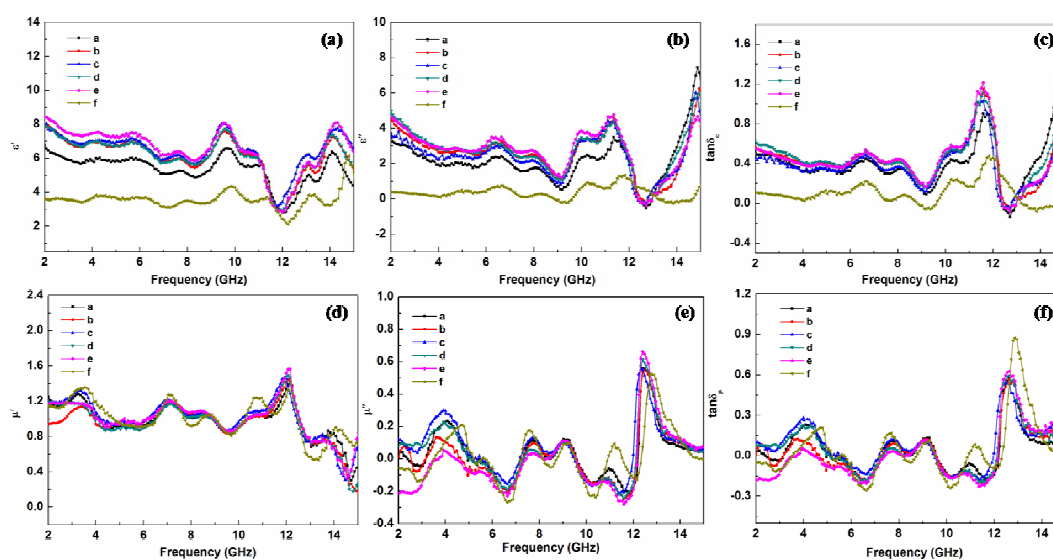 14
12
10
8
6
4
2
ε'
a
b
c
d
e
f
(a)
2 4 6 8 10 12 14
Frequency (GHz)
10
8
6
4
2
0
-2
ε''
a
b
c
d
e
f
(b)
2 4 6 8 10 12 14
Frequency (GHz)
1.6
1.2
0.8
0.4
0.0
-0.4
tanδε
a
b
c
d
e
f
(c)
2 4 6 8 10 12 14
Frequency (GHz)
2.4
1.8
1.2
0.6
0.0
μ'
a
b
c
d
e
f
(d)
2 4 6 8 10 12 14
Frequency (GHz)
1.0
0.8
0.6
0.4
0.2
0.0
-0.2
-0.4
μ''
a
b
c
d
e
f
(e)
2 4 6 8 10 12 14
Frequency (GHz)
1.2
0.9
0.6
0.3
0.0
-0.3
tanδμ
a
b
c
d
e
f
(f)
2 4 6 8 10 12 14
Frequency (GHz)